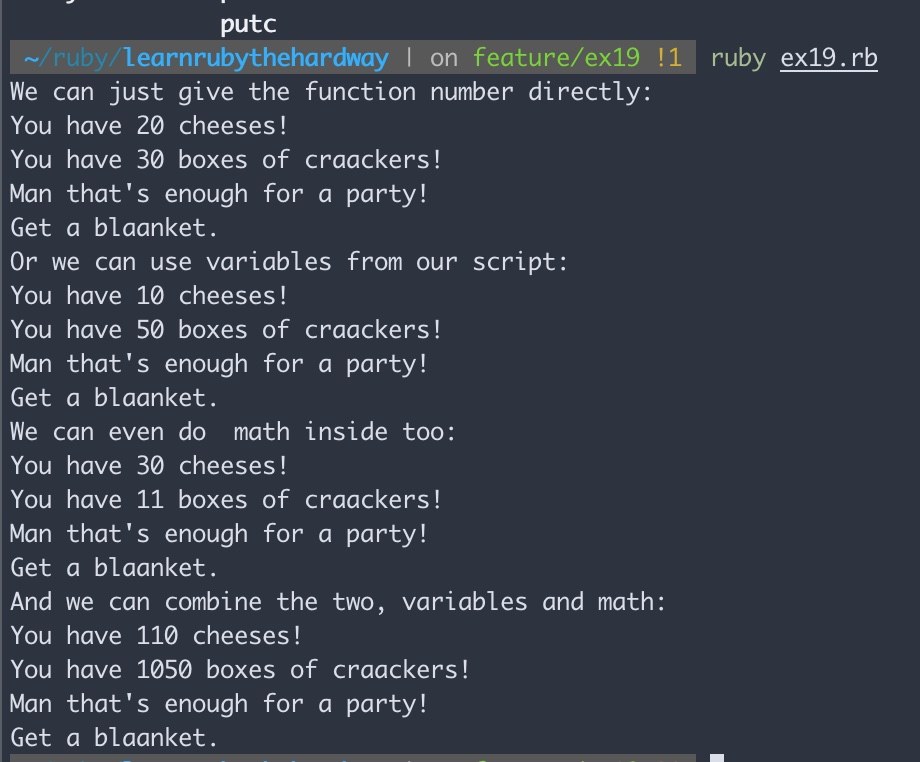 putc
~/ruby/learnrubythehardway | on feature/ex19 !1 ruby ex19.rb
We can just give the function number directly:
You have 20 cheeses!
You have 30 boxes of craackers!
Man that's enough for a party!
Get a blaanket.
Or we can use variables from our script:
You have 10 cheeses!
You have 50 boxes of craackers!
Man that's enough for a party!
Get a blaanket.
We can even do  math inside too:
You have 30 cheeses!
You have 11 boxes of craackers!
Man that's enough for a party!
Get a blaanket.
And we can combine the two, variables and math:
You have 110 cheeses!
You have 1050 boxes of craackers!
Man that's enough for a party!
Get a blaanket.